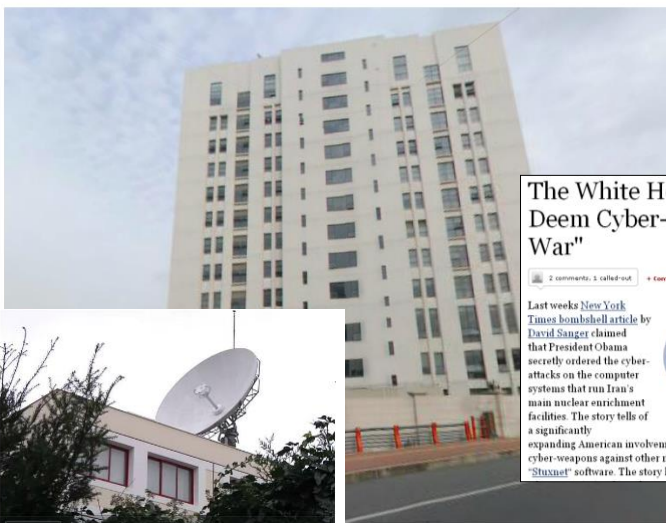 The White H
Deem Cyber-
War"
2 comments, 1 called-out + Com
Last weeks New York
Times bombshell article by
David Sanger claimed
that President Obama
secretly ordered the cyber-
attacks on the computer
systems that run Iran's
main nuclear enrichment
facilities. The story tells of
a significantly
expanding American involvem
cyber-weapons against other n
"Stuxnet" software. The story